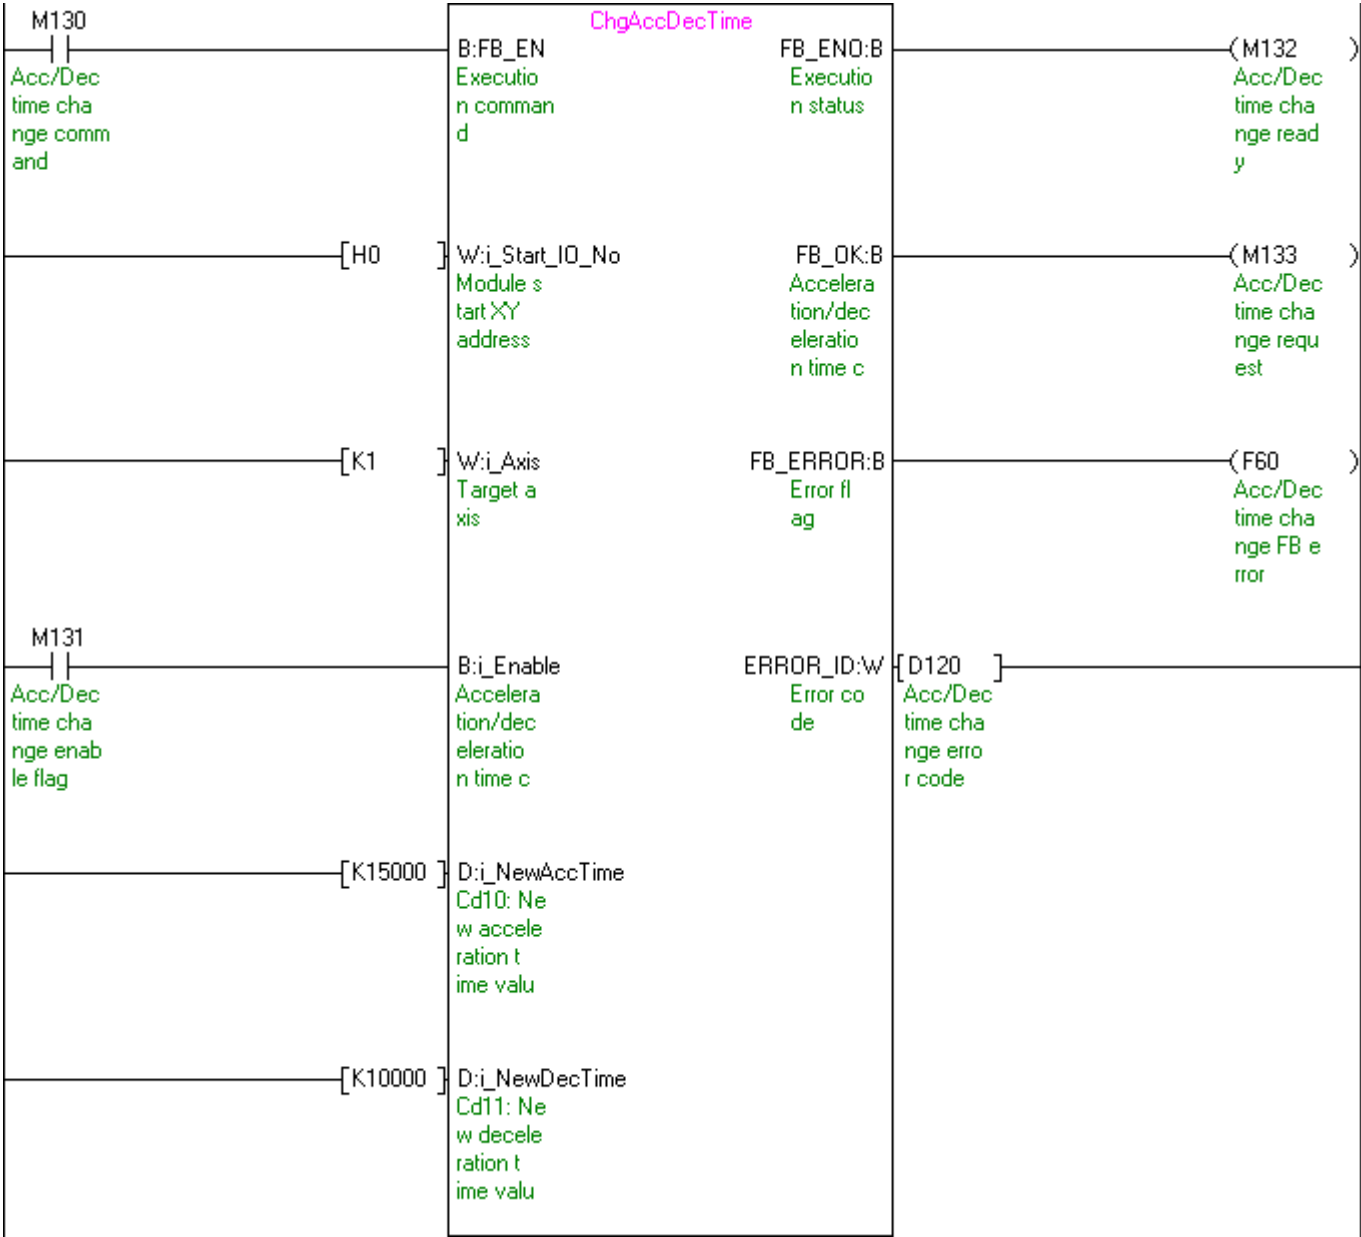 M130
ChgAccDecTime
B:FB_EN
FB_ENO:B
(M132 )
Acc/Dec
time cha
nge comm
and
Executio
n comman
d
Executio
n status
Acc/Dec
time cha
nge read
y
[H0 ]
W:i_Start_IO_No
FB_OK:B
(M133 )
Module s
tart XY
address
Accelera
tion/dec
eleratio
n time c
Acc/Dec
time cha
nge requ
est
[K1 ]
W:i_Axis
FB_ERROR:B
(F60 )
Target a
xis
Error fl
ag
Acc/Dec
time cha
nge FB e
rror
M131
B:i_Enable
ERROR_ID:W
[D120 ]
Acc/Dec
time cha
nge enab
le flag
Accelera
tion/dec
eleratio
n time c
Error co
de
Acc/Dec
time cha
nge erro
r code
[K15000 ]
D:i_NewAccTime
Cd10: Ne
w accele
ration t
ime valu
[K10000 ]
D:i_NewDecTime
Cd11: Ne
w decele
ration t
ime valu